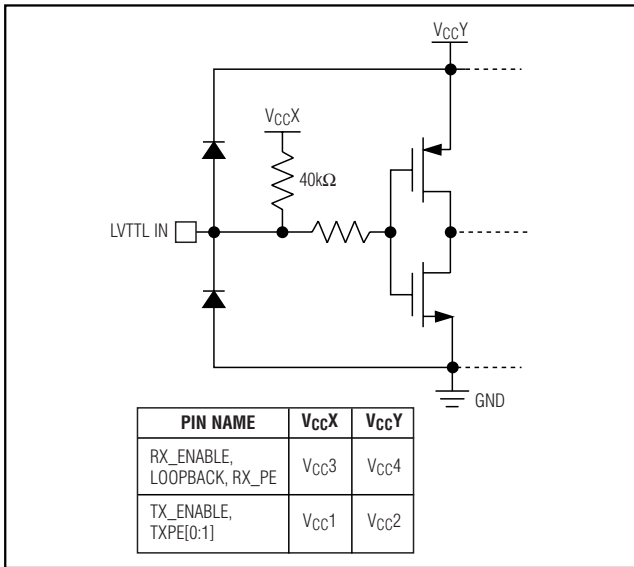 VCCY
VCCX
40kΩ
LVTTL IN
GND
PIN NAME VCCX VCCY
RX_ENABLE,
LOOPBACK, RX_PE VCC3 VCC4
TX_ENABLE,
TXPE[0:1] VCC1 VCC2